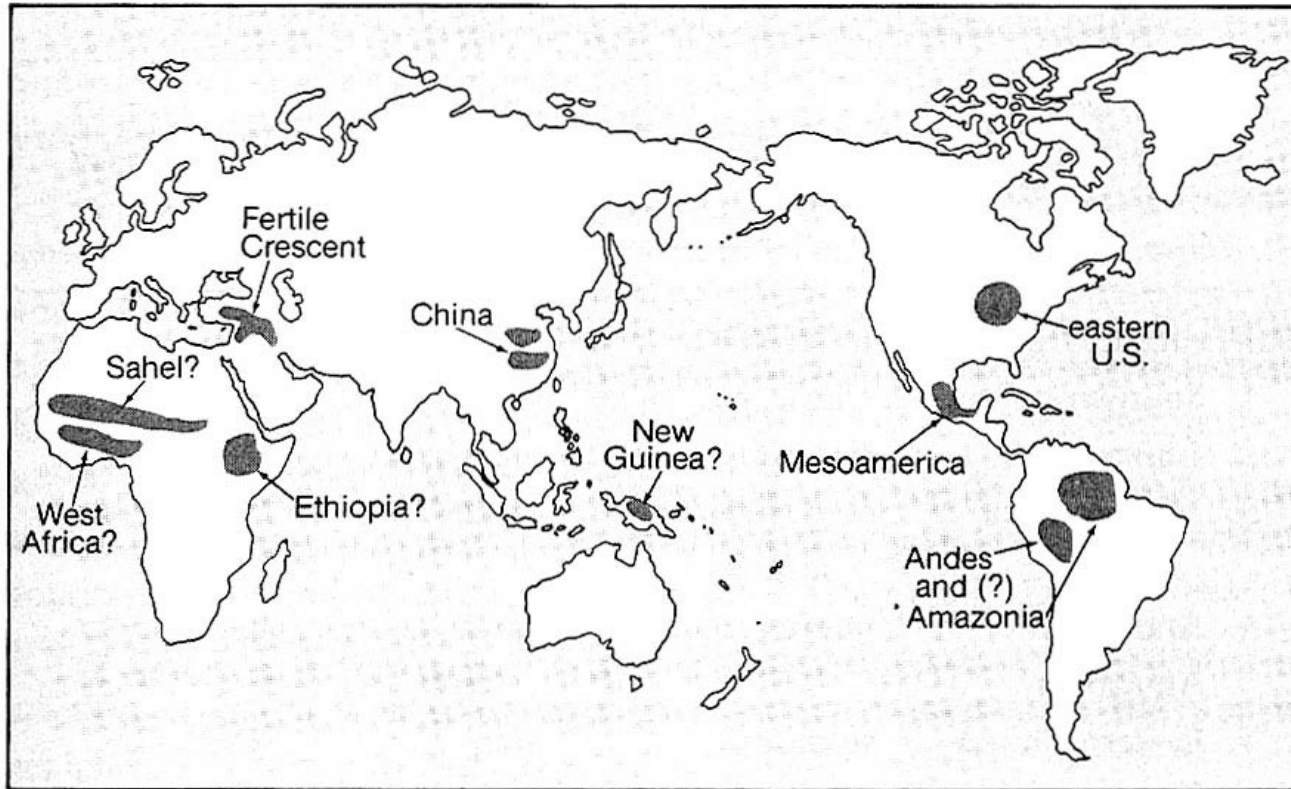 Fertile
Crescent
China
eastern
U.S.
Sahel?
New
Guinea?
Mesoamerica
West
Africa?
Ethiopia?
Andes
and (?)
Amazonia